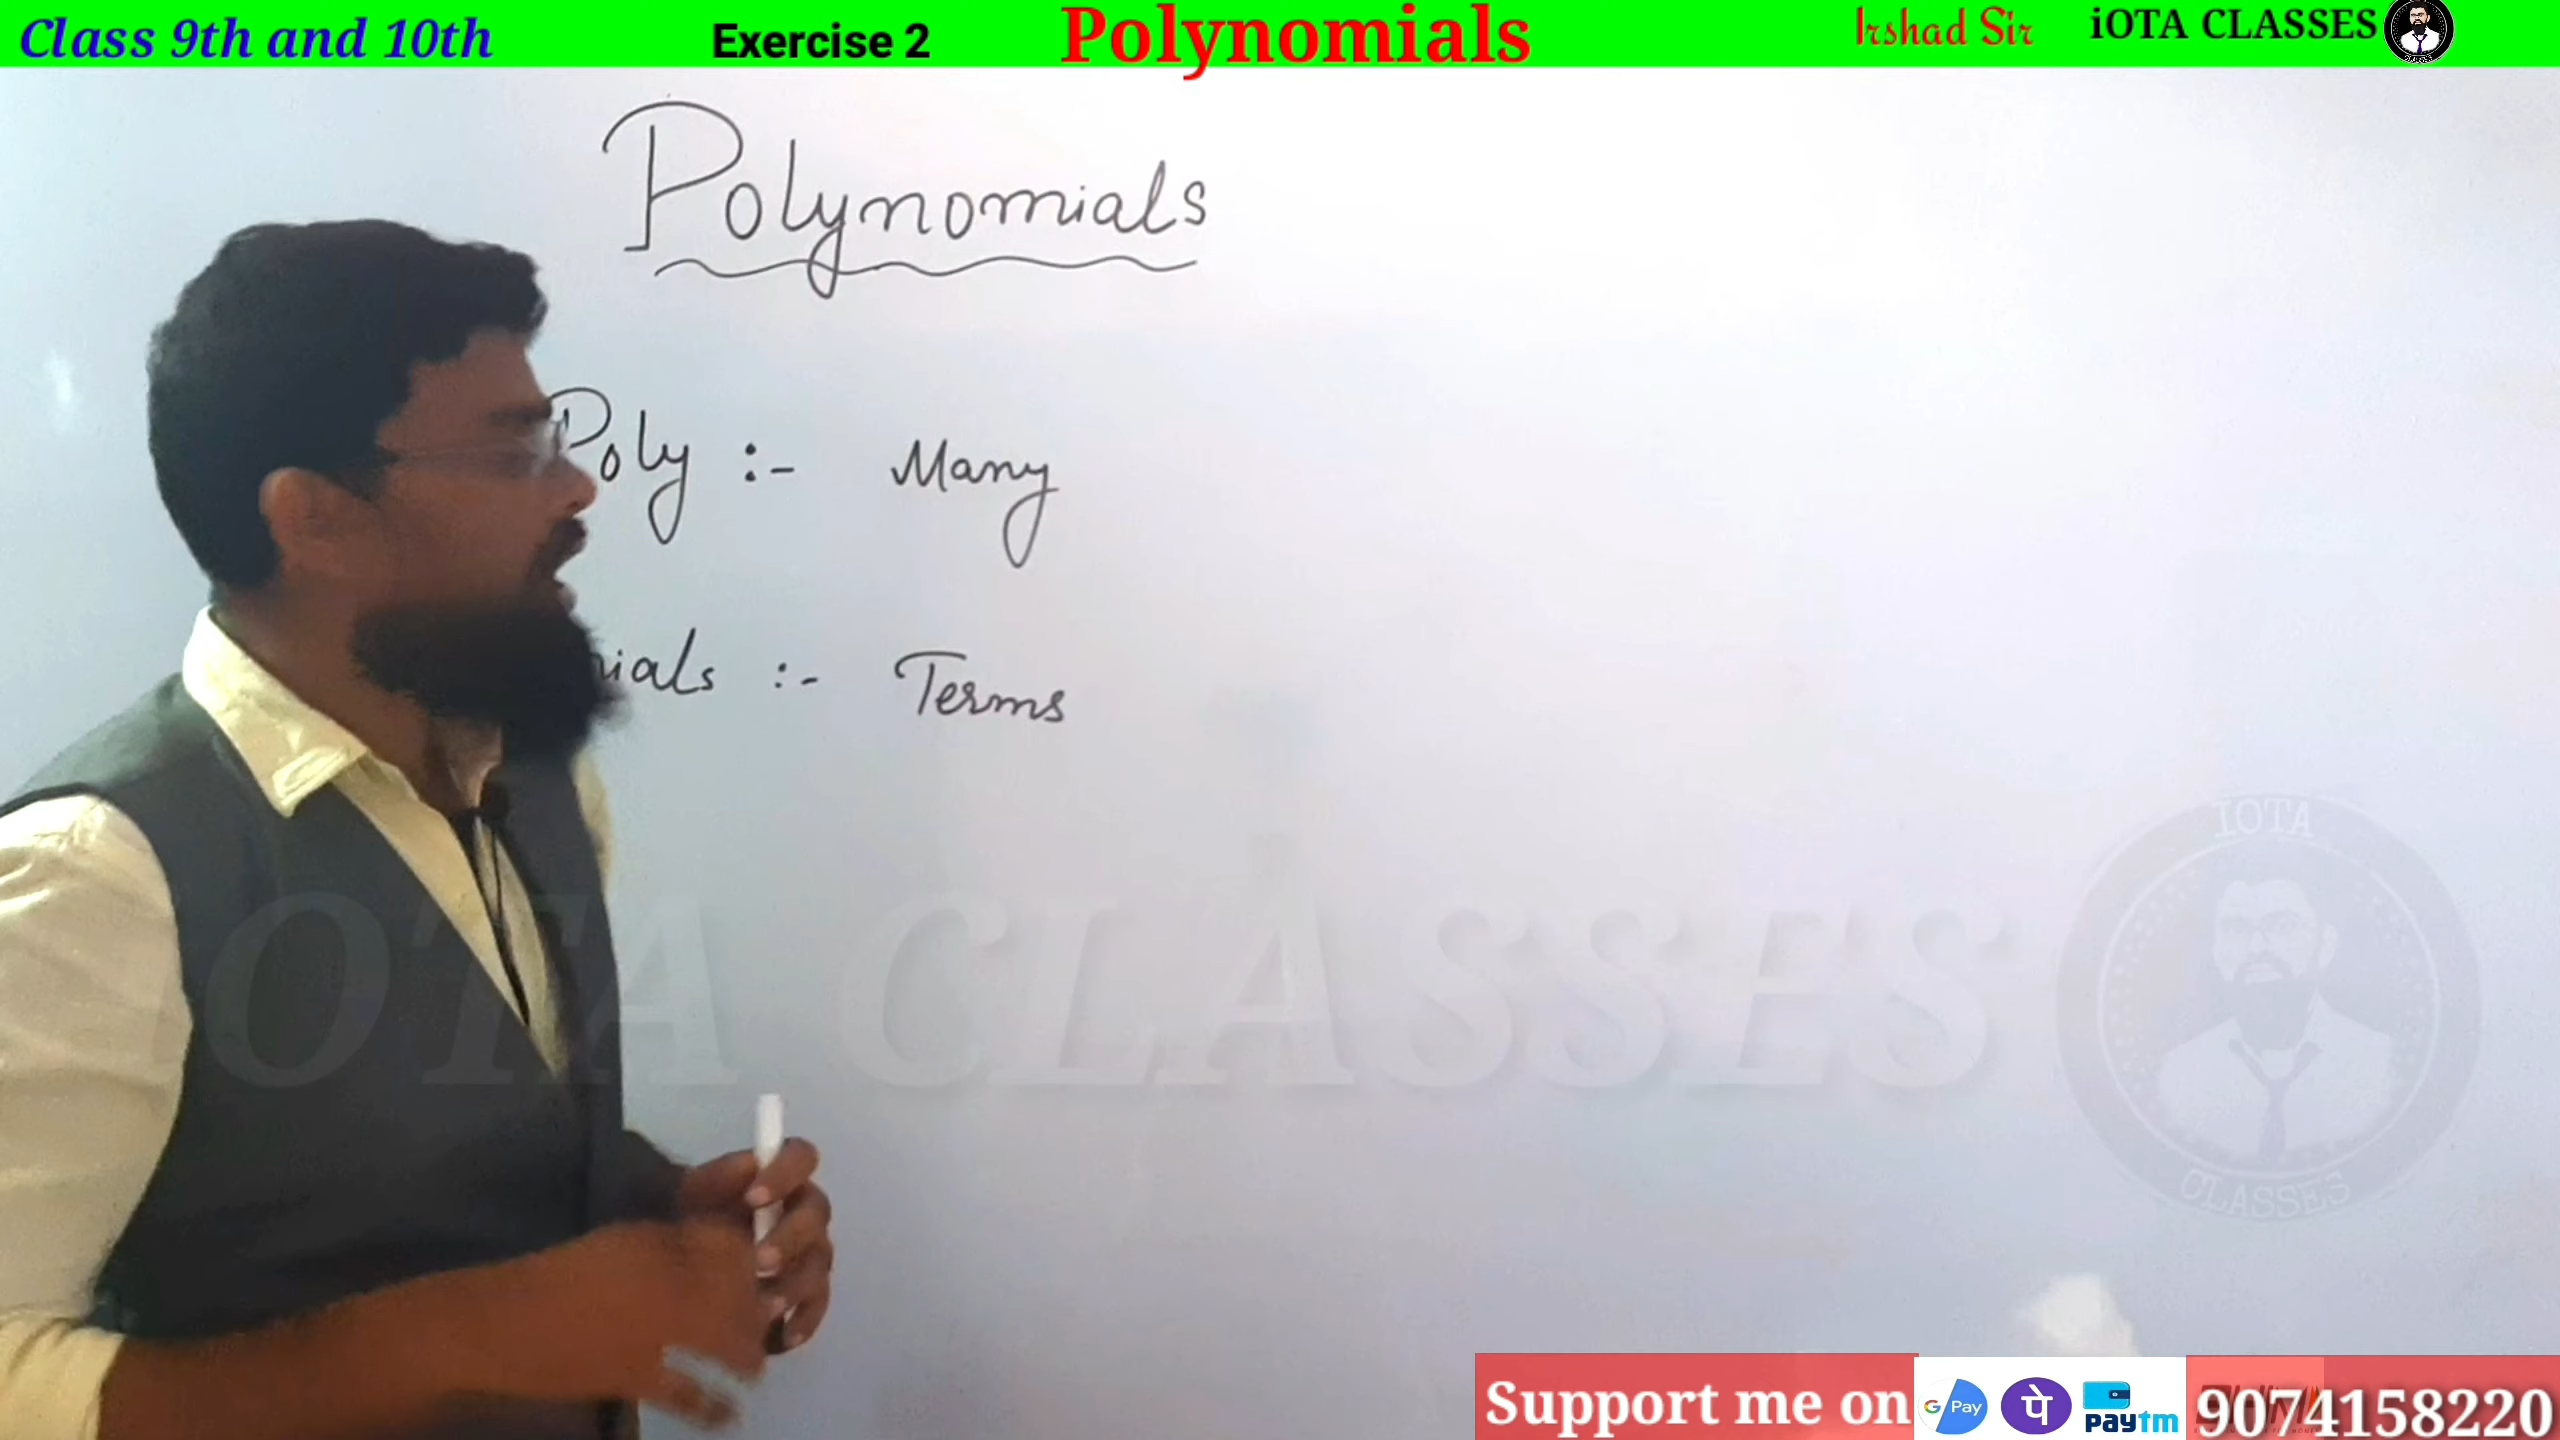 Class 9th and 10th Exercise 2 Polynomials Irshad Sir iOTA CLASSES
Polynomials
Poly :- Many
nials :- Terms
IOTA CLASSES
IOTA
CLASSES
Support me on G Pay पे paytm 9074158220